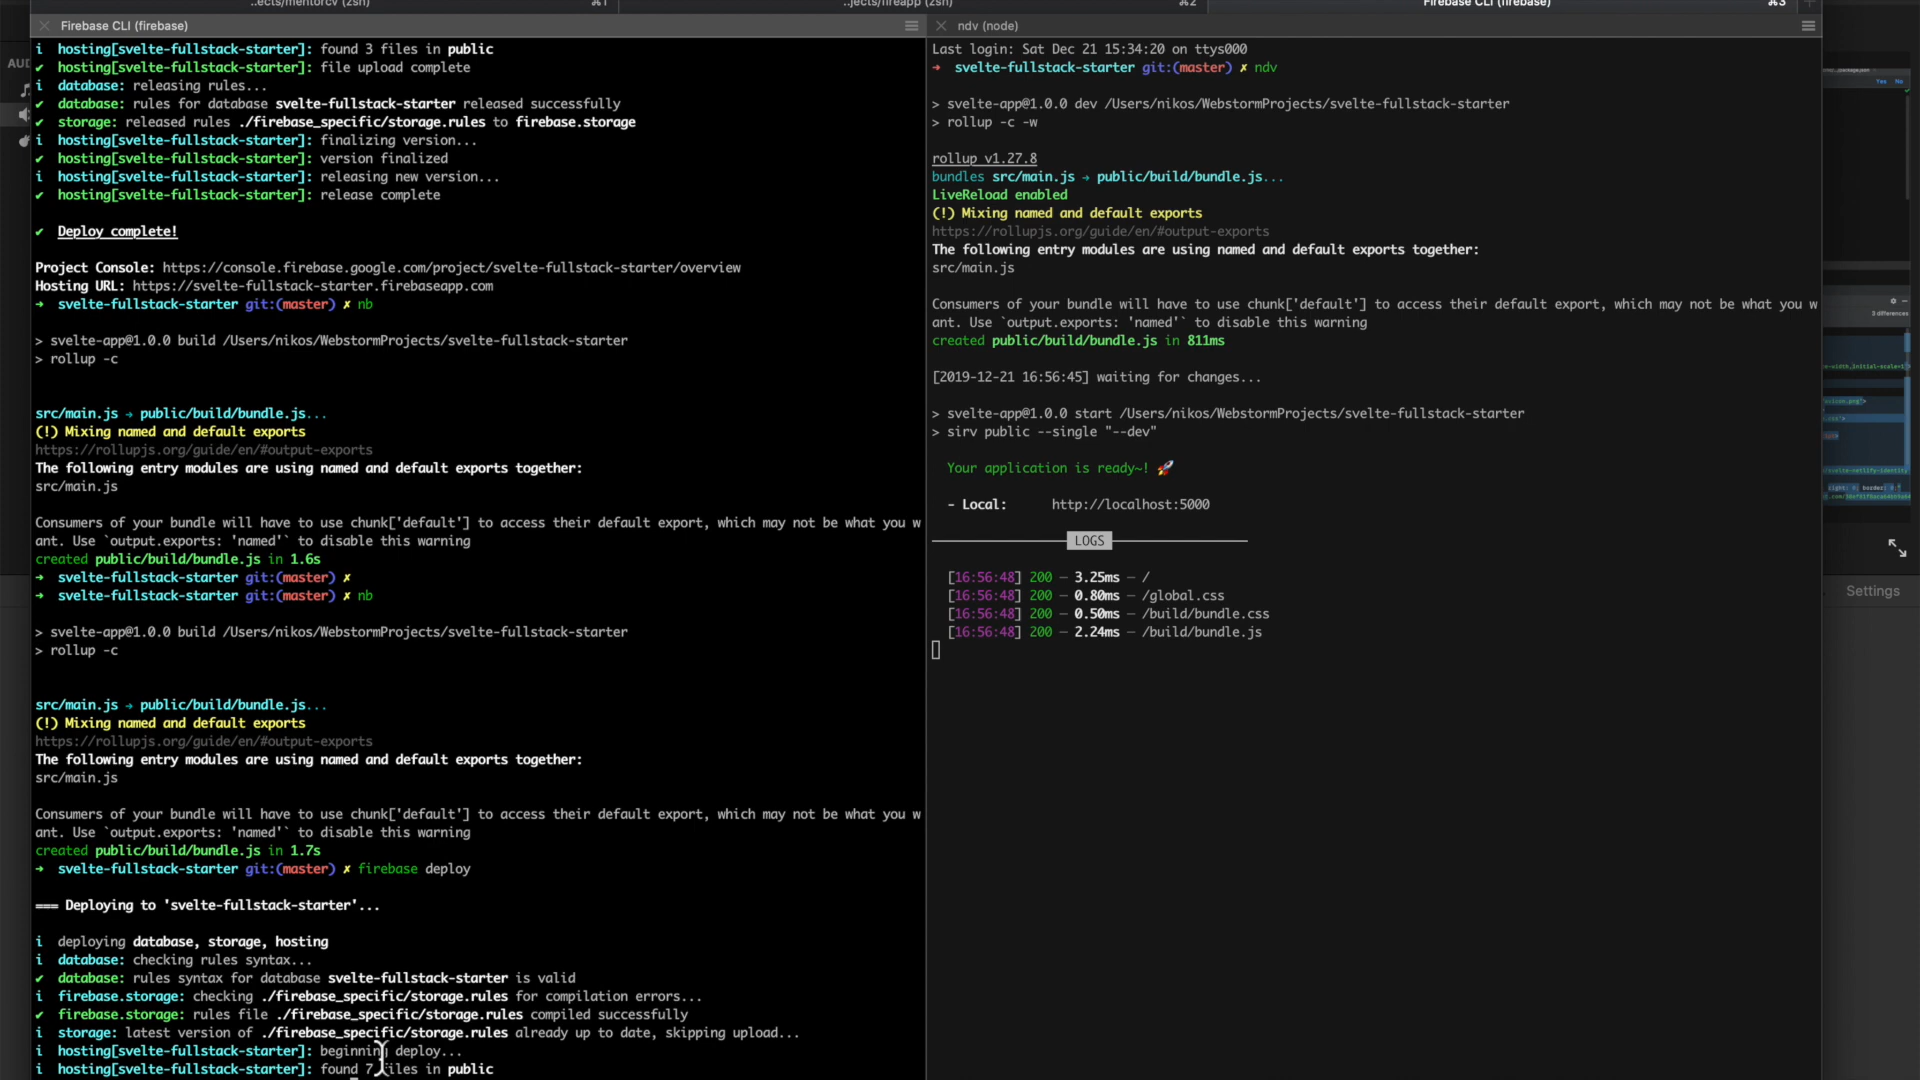 ..ects/mentorcv (zsh) ⌘1 ..jects/fireapp (zsh) ⌘2 Firebase CLI (firebase) ⌘3
Firebase CLI (firebase)
i hosting[svelte-fullstack-starter]: found 3 files in public
✔ hosting[svelte-fullstack-starter]: file upload complete
i database: releasing rules...
✔ database: rules for database svelte-fullstack-starter released successfully
✔ storage: released rules ./firebase_specific/storage.rules to firebase.storage
i hosting[svelte-fullstack-starter]: finalizing version...
✔ hosting[svelte-fullstack-starter]: version finalized
i hosting[svelte-fullstack-starter]: releasing new version...
✔ hosting[svelte-fullstack-starter]: release complete
✔ Deploy complete!
Project Console: https://console.firebase.google.com/project/svelte-fullstack-starter/overview
Hosting URL: https://svelte-fullstack-starter.firebaseapp.com
➜ svelte-fullstack-starter git:(master) ✗ nb
> svelte-app@1.0.0 build /Users/nikos/WebstormProjects/svelte-fullstack-starter
> rollup -c
src/main.js → public/build/bundle.js...
(!) Mixing named and default exports
https://rollupjs.org/guide/en/#output-exports
The following entry modules are using named and default exports together:
src/main.js
Consumers of your bundle will have to use chunk['default'] to access their default export, which may not be what you w
ant. Use `output.exports: 'named'` to disable this warning
created public/build/bundle.js in 1.6s
➜ svelte-fullstack-starter git:(master) ✗
➜ svelte-fullstack-starter git:(master) ✗ nb
> svelte-app@1.0.0 build /Users/nikos/WebstormProjects/svelte-fullstack-starter
> rollup -c
src/main.js → public/build/bundle.js...
(!) Mixing named and default exports
https://rollupjs.org/guide/en/#output-exports
The following entry modules are using named and default exports together:
src/main.js
Consumers of your bundle will have to use chunk['default'] to access their default export, which may not be what you w
ant. Use `output.exports: 'named'` to disable this warning
created public/build/bundle.js in 1.7s
➜ svelte-fullstack-starter git:(master) ✗ firebase deploy
=== Deploying to 'svelte-fullstack-starter'...
i deploying database, storage, hosting
i database: checking rules syntax...
✔ database: rules syntax for database svelte-fullstack-starter is valid
i firebase.storage: checking ./firebase_specific/storage.rules for compilation errors...
✔ firebase.storage: rules file ./firebase_specific/storage.rules compiled successfully
i storage: latest version of ./firebase_specific/storage.rules already up to date, skipping upload...
i hosting[svelte-fullstack-starter]: beginning deploy...
i hosting[svelte-fullstack-starter]: found 7 files in public
ndv (node)
Last login: Sat Dec 21 15:34:20 on ttys000
➜ svelte-fullstack-starter git:(master) ✗ ndv
> svelte-app@1.0.0 dev /Users/nikos/WebstormProjects/svelte-fullstack-starter
> rollup -c -w
rollup v1.27.8
bundles src/main.js → public/build/bundle.js...
LiveReload enabled
(!) Mixing named and default exports
https://rollupjs.org/guide/en/#output-exports
The following entry modules are using named and default exports together:
src/main.js
Consumers of your bundle will have to use chunk['default'] to access their default export, which may not be what you w
ant. Use `output.exports: 'named'` to disable this warning
created public/build/bundle.js in 811ms
[2019-12-21 16:56:45] waiting for changes...
> svelte-app@1.0.0 start /Users/nikos/WebstormProjects/svelte-fullstack-starter
> sirv public --single "--dev"
Your application is ready~! 🚀
- Local: http://localhost:5000
LOGS
[16:56:48] 200 — 3.25ms — /
[16:56:48] 200 — 0.80ms — /global.css
[16:56:48] 200 — 0.50ms — /build/bundle.css
[16:56:48] 200 — 2.24ms — /build/bundle.js
AUD
Yes No
3 differences
Settings